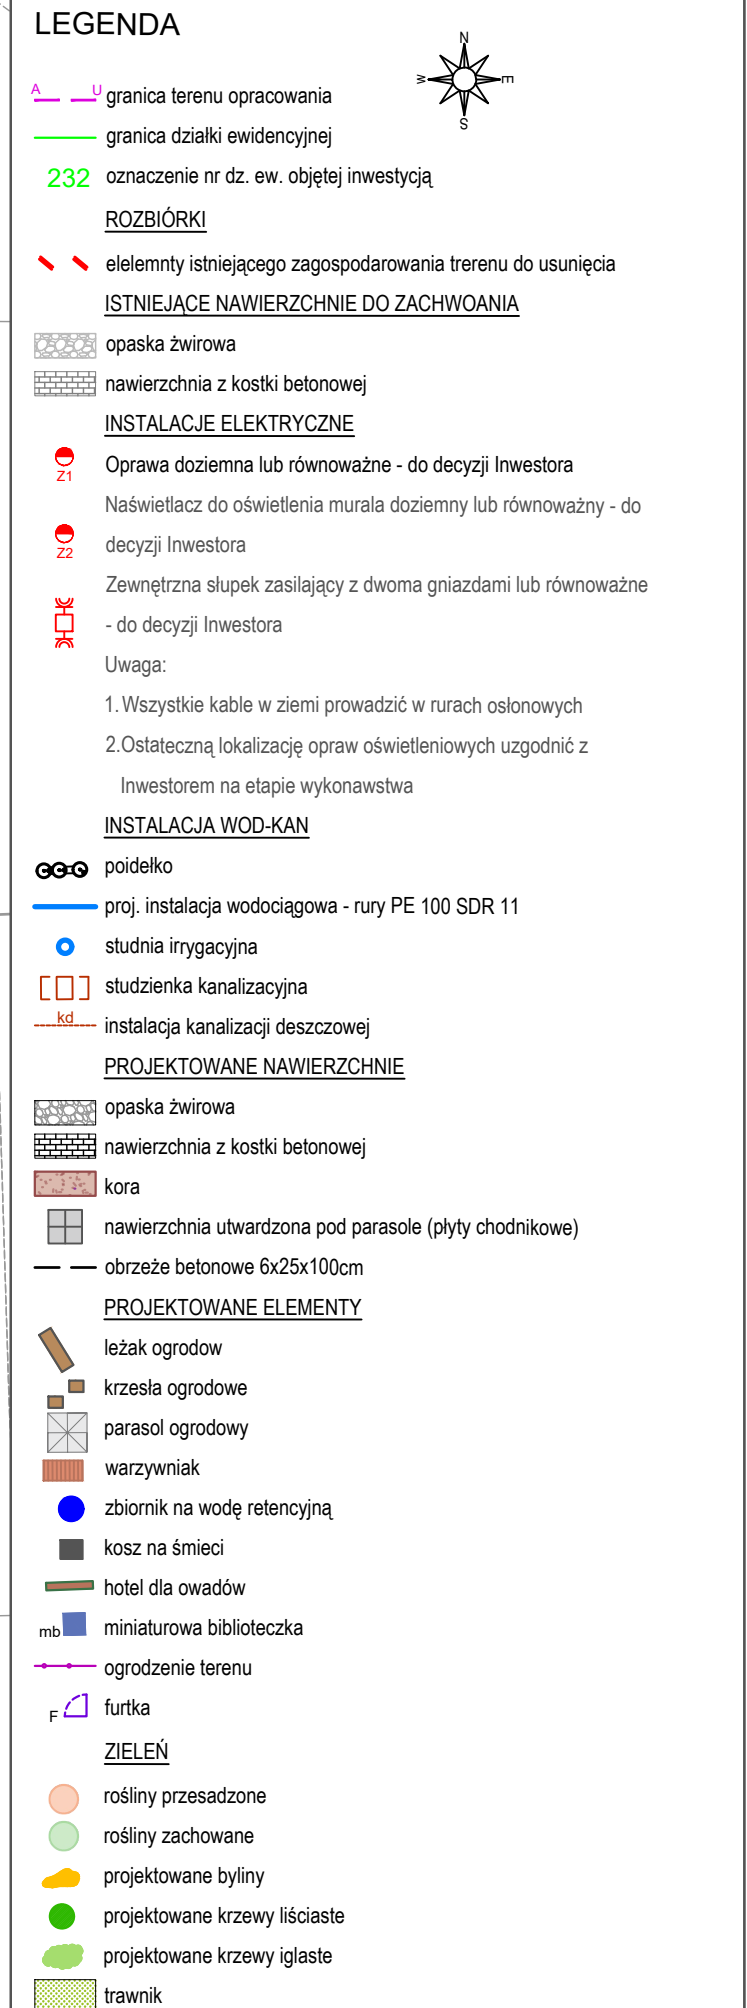 LEGENDA
N
W E
S
A U granica terenu opracowania
granica działki ewidencyjnej
232 oznaczenie nr dz. ew. objętej inwestycją
ROZBIÓRKI
elelemnty istniejącego zagospodarowania trerenu do usunięcia
ISTNIEJĄCE NAWIERZCHNIE DO ZACHWOANIA
opaska żwirowa
nawierzchnia z kostki betonowej
INSTALACJE ELEKTRYCZNE
Z1 Oprawa doziemna lub równoważne - do decyzji Inwestora
Naświetlacz do oświetlenia murala doziemny lub równoważny - do
Z2 decyzji Inwestora
Zewnętrzna słupek zasilający z dwoma gniazdami lub równoważne
- do decyzji Inwestora
Uwaga:
1. Wszystkie kable w ziemi prowadzić w rurach osłonowych
2.Ostateczną lokalizację opraw oświetleniowych uzgodnić z
Inwestorem na etapie wykonawstwa
INSTALACJA WOD-KAN
poidełko
proj. instalacja wodociągowa - rury PE 100 SDR 11
studnia irrygacyjna
studzienka kanalizacyjna
kd instalacja kanalizacji deszczowej
PROJEKTOWANE NAWIERZCHNIE
opaska żwirowa
nawierzchnia z kostki betonowej
kora
nawierzchnia utwardzona pod parasole (płyty chodnikowe)
obrzeże betonowe 6x25x100cm
PROJEKTOWANE ELEMENTY
leżak ogrodow
krzesła ogrodowe
parasol ogrodowy
warzywniak
zbiornik na wodę retencyjną
kosz na śmieci
hotel dla owadów
mb miniaturowa biblioteczka
ogrodzenie terenu
F furtka
ZIELEŃ
rośliny przesadzone
rośliny zachowane
projektowane byliny
projektowane krzewy liściaste
projektowane krzewy iglaste
trawnik